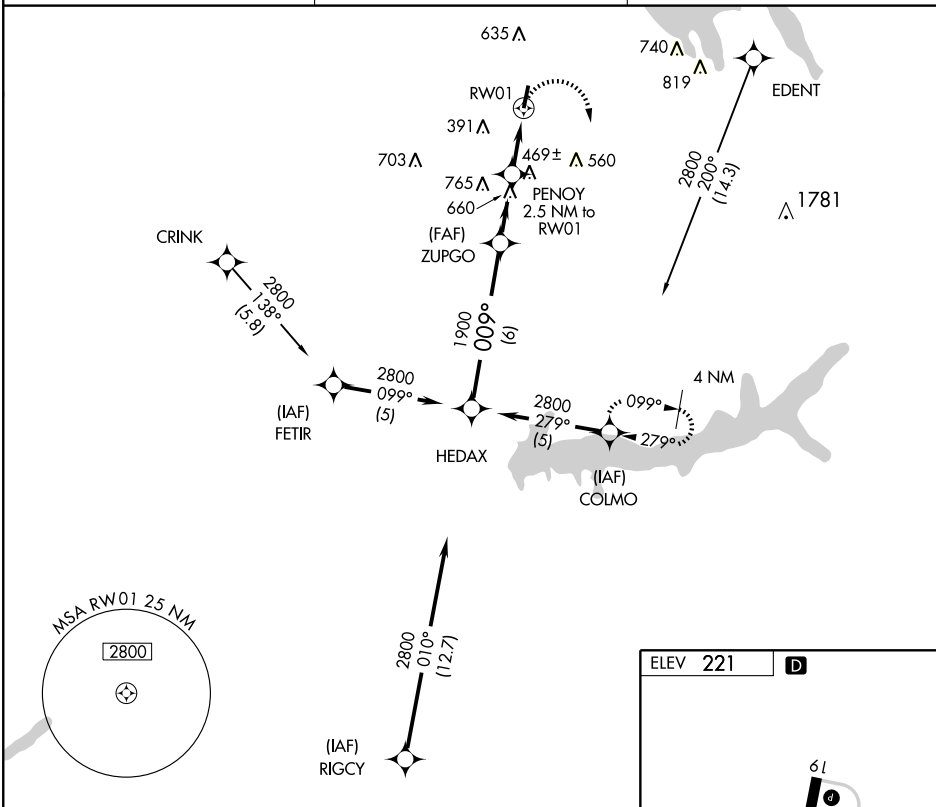 635
740
819
EDENT
RW01
391
703
469±
560
765
660
PENOY
2.5 NM to
RW01
2800
200°
(14.3)
1781
(FAF)
ZUPGO
CRINK
2800
138°
(5.8)
1900
009°
(6)
4 NM
2800
099°
(5)
2800
279°
(5)
099°
279°
(IAF)
FETIR
HEDAX
(IAF)
COLMO
MSA RW01 25 NM
2800
2800
010°
(12.7)
(IAF)
RIGCY
ELEV 221
D
19
P